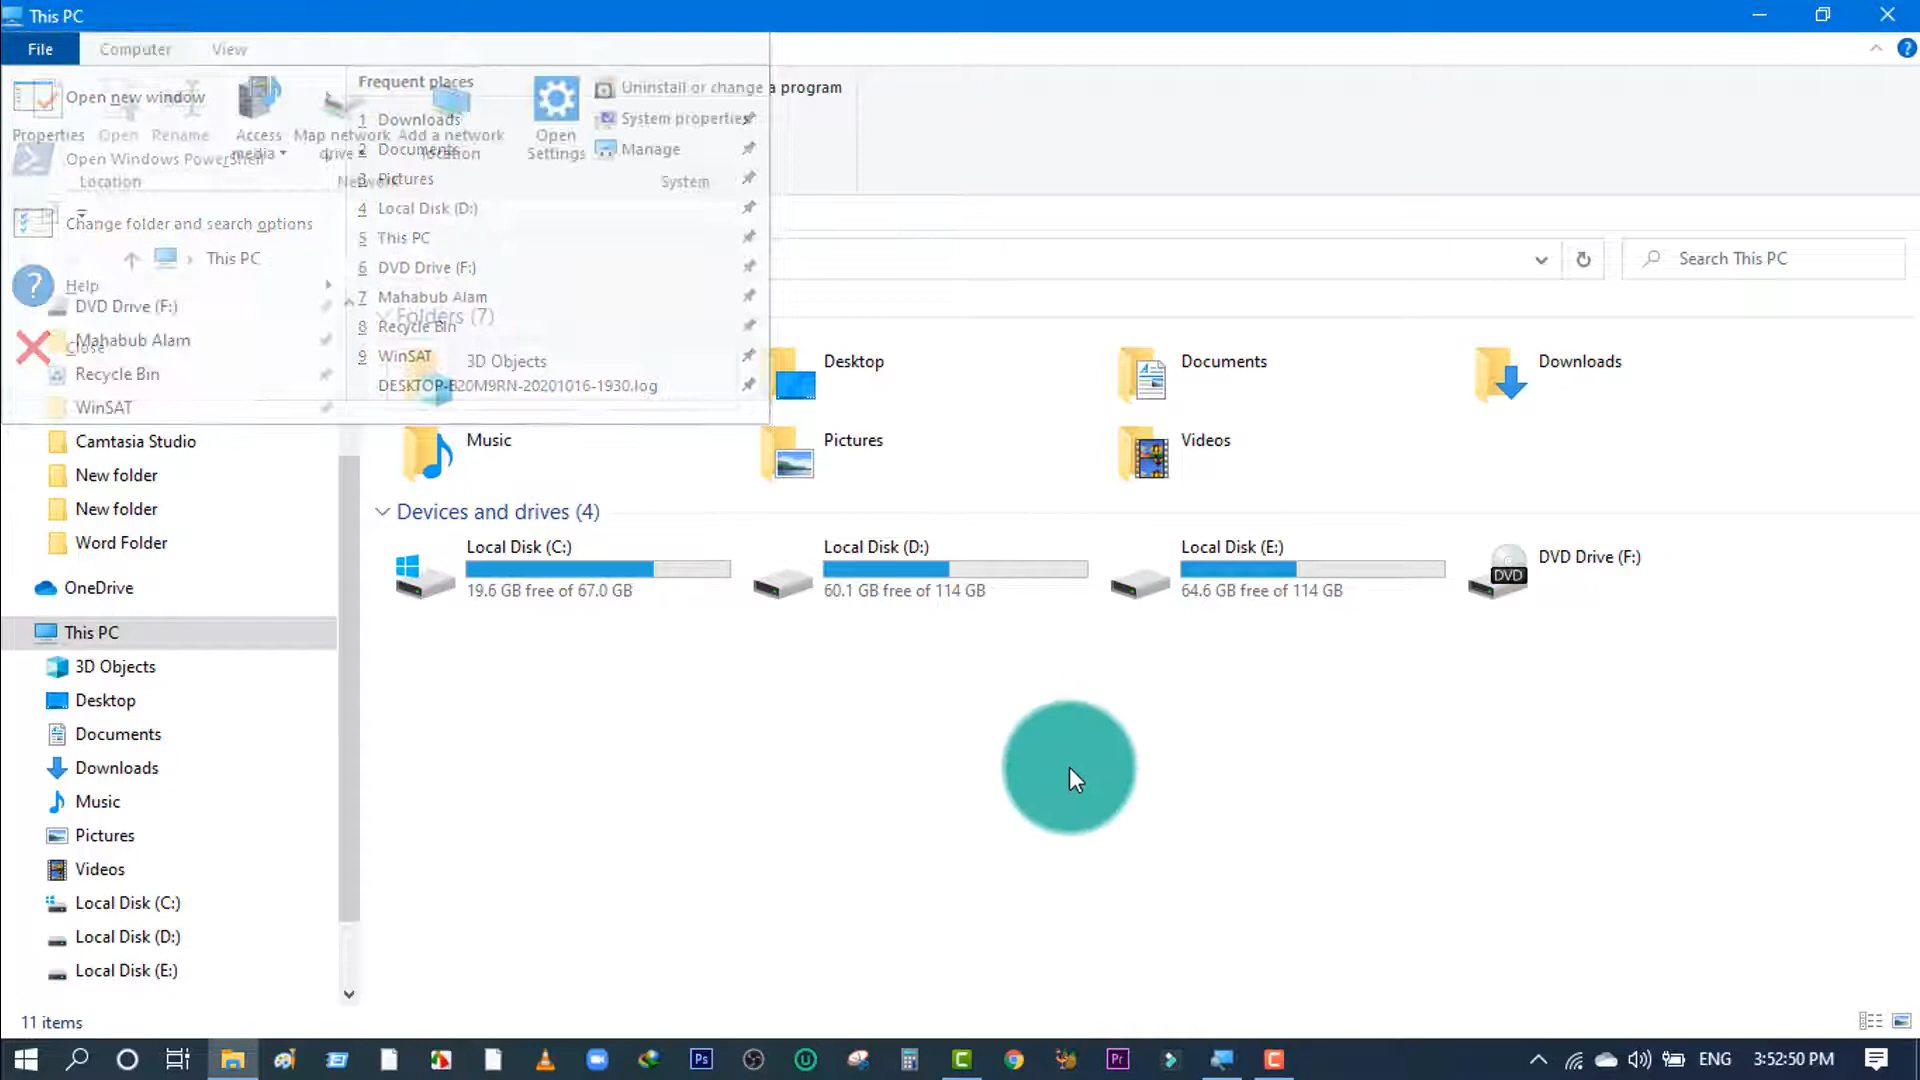 This PC
File Computer View
Frequent places
Uninstall or change a program
Open new window
1 Downloads
System properties
Properties Open Rename Access media Map network drive Add a network location Open Settings
2 Documents
Manage
Open Windows PowerShell
3 Pictures
Location Network System
4 Local Disk (D:)
Change folder and search options
5 This PC
This PC
Search This PC
6 DVD Drive (F:)
Help
7 Mahabub Alam
DVD Drive (F:)
Folders (7)
8 Recycle Bin
Mahabub Alam
Close
9 WinSAT
3D Objects Desktop Documents Downloads
Recycle Bin
DESKTOP-B20M9RN-20201016-1930.log
WinSAT
Camtasia Studio
Music Pictures Videos
New folder
New folder
Devices and drives (4)
Word Folder
Local Disk (C:) Local Disk (D:) Local Disk (E:) DVD Drive (F:)
DVD
19.6 GB free of 67.0 GB 60.1 GB free of 114 GB 64.6 GB free of 114 GB
OneDrive
This PC
3D Objects
Desktop
Documents
Downloads
Music
Pictures
Videos
Local Disk (C:)
Local Disk (D:)
Local Disk (E:)
11 items
Ps Pr ENG 3:52:50 PM